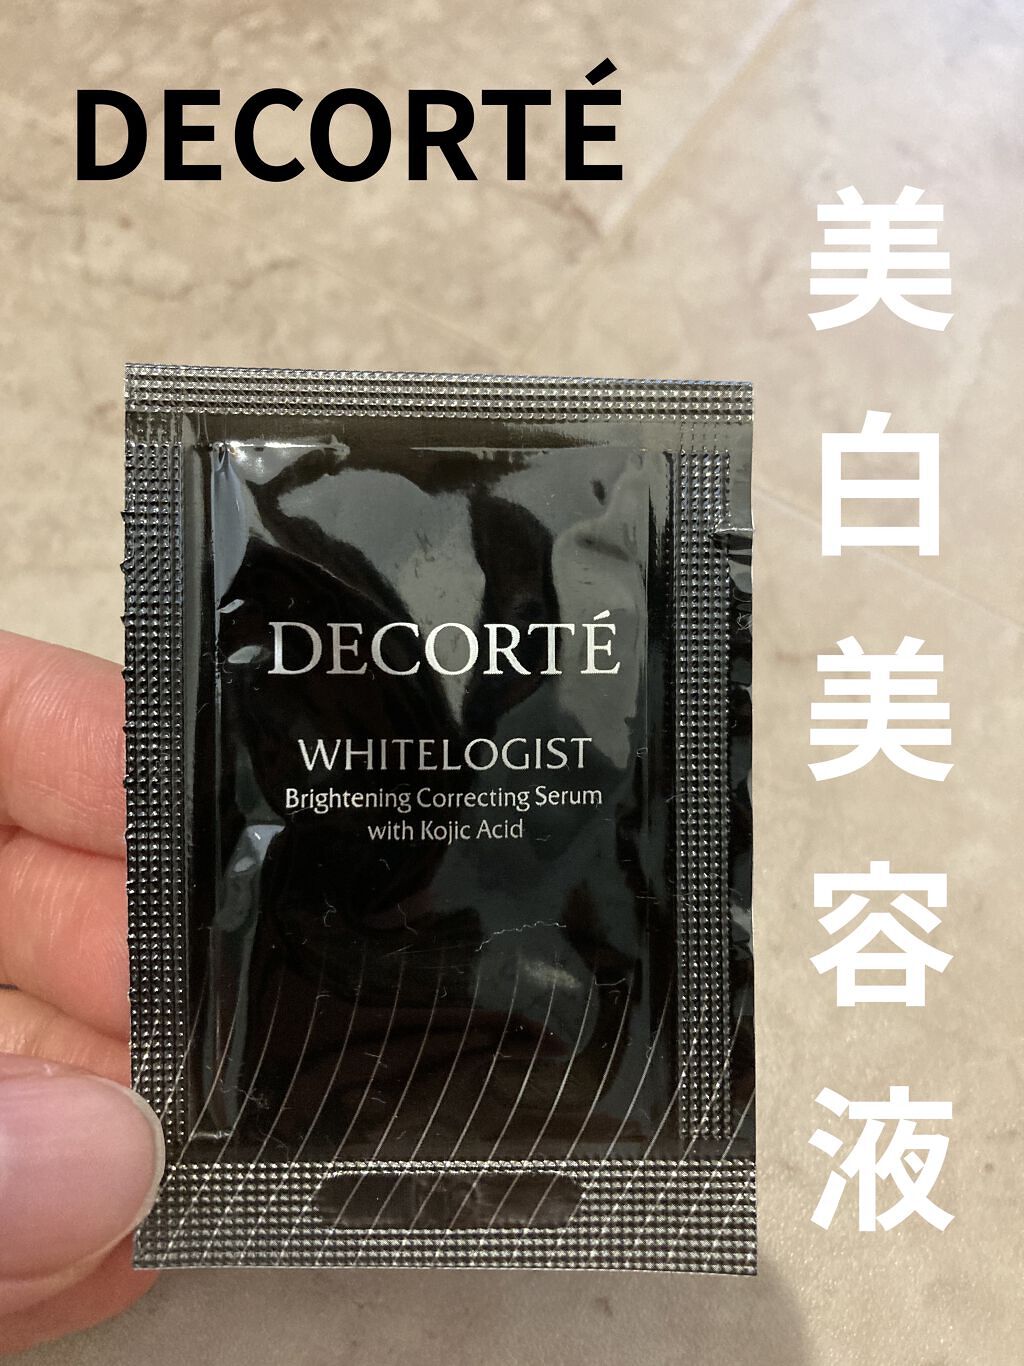 DECORTÉ
美白美容液
DECORTÉ
WHITELOGIST
Brightening Correcting Serum
with Kojic Acid